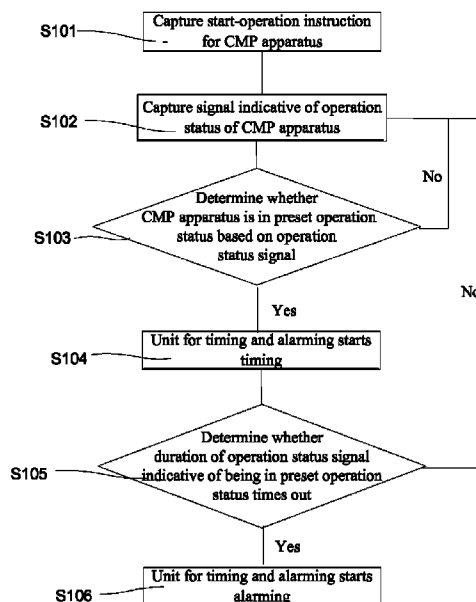 S101
Capture start-operation instruction
- for CMP apparatus
S102
Capture signal indicative of operation
status of CMP apparatus
No
S103
Determine whether
CMP apparatus is in preset operation
status based on operation
status signal
No
Yes
S104
Unit for timing and alarming starts
timing
S105
Determine whether
duration of operation status signal
indicative of being in preset operation
status times out
Yes
S106
Unit for timing and alarming starts
alarming